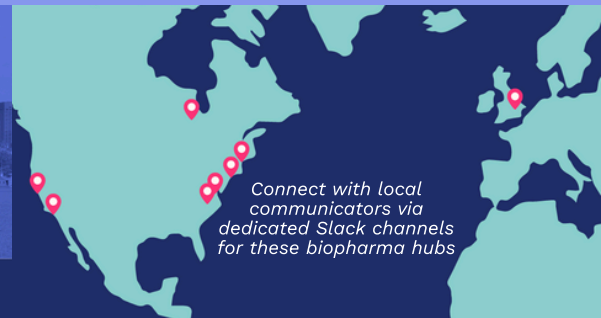 Connect with local
communicators via
dedicated Slack channels
for these biopharma hubs